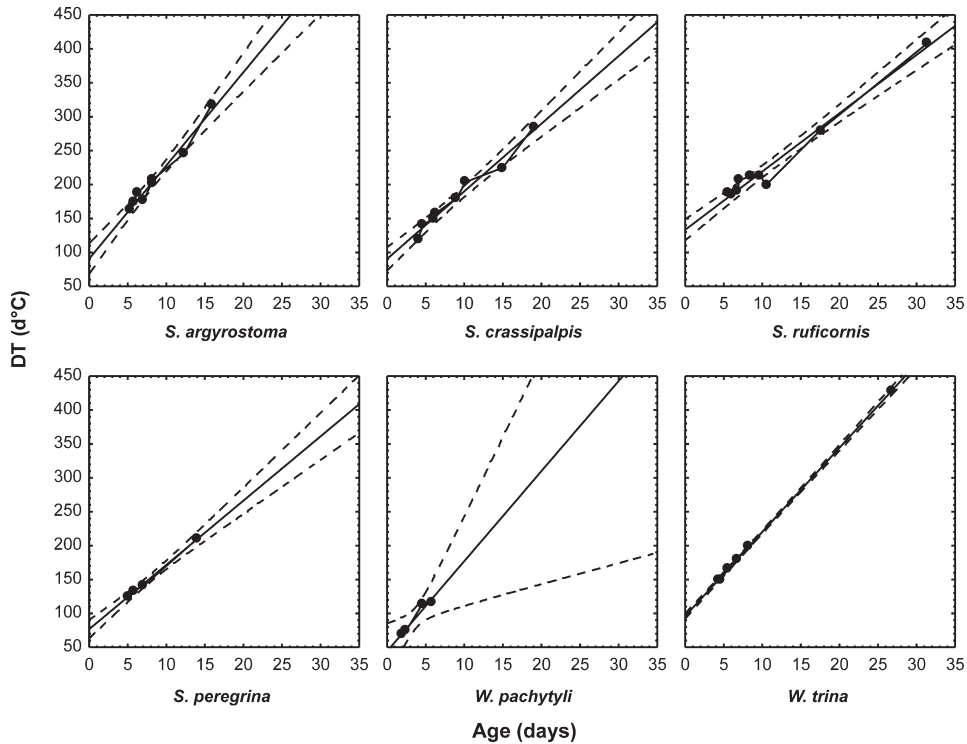 450
400
350
300
250
200
150
100
50
0 5 10 15 20 25 30 35
0 5 10 15 20 25 30 35
0 5 10 15 20 25 30 35
S. argyrostoma
S. crassipalpis
S. ruficornis
DT (d°C)
450
400
350
300
250
200
150
100
50
0 5 10 15 20 25 30 35
0 5 10 15 20 25 30 35
0 5 10 15 20 25 30 35
S. peregrina
W. pachytyli
W. trina
Age (days)